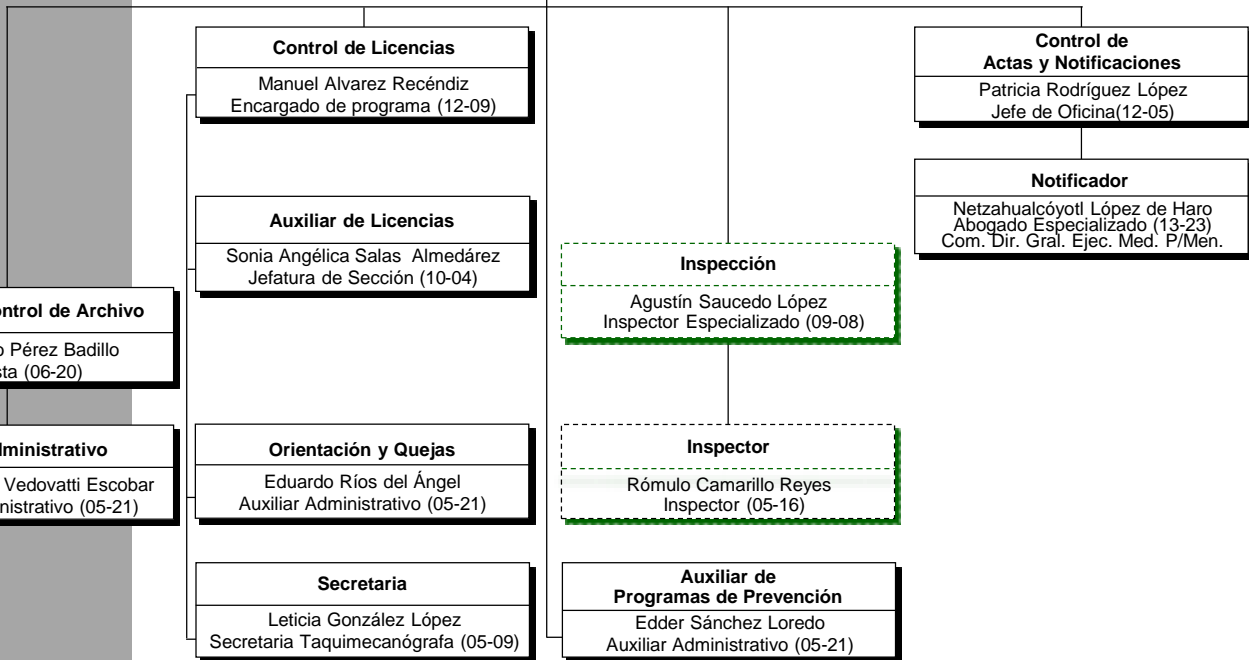 Control de Licencias
Manuel Alvarez Recéndiz
Encargado de programa (12-09)
Control de
Actas y Notificaciones
Patricia Rodríguez López
Jefe de Oficina(12-05)
Notificador
Netzahualcóyotl López de Haro
Abogado Especializado (13-23)
Com. Dir. Gral. Ejec. Med. P/Men.
Auxiliar de Licencias
Sonia Angélica Salas Almedárez
Jefatura de Sección (10-04)
Inspección
Agustín Saucedo López
Inspector Especializado (09-08)
de Archivo
Pérez Badillo
(06-20)
Vedovatti Escobar
(05-21)
Orientación y Quejas
Eduardo Ríos del Ángel
Auxiliar Administrativo (05-21)
Inspector
Rómulo Camarillo Reyes
Inspector (05-16)
Secretaria
Leticia González López
Secretaria Taquimecanógrafa (05-09)
Auxiliar de
Programas de Prevención
Edder Sánchez Loredo
Auxiliar Administrativo (05-21)